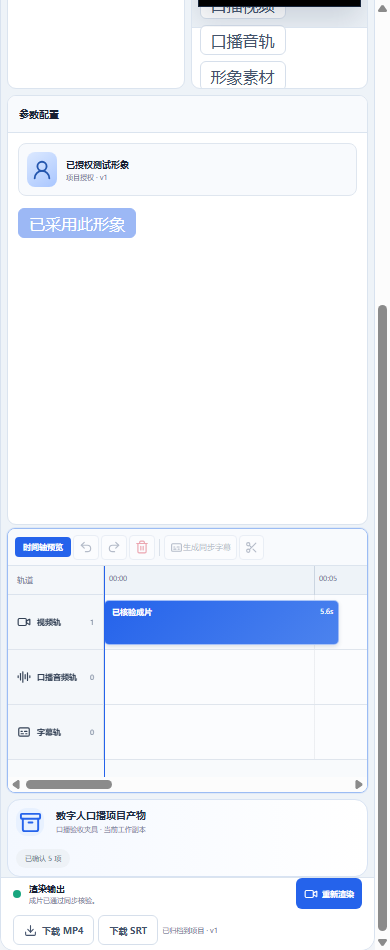 口播视频
口播音轨
形象素材
参数配置
已授权测试形象
项目授权 · v1
已采用此形象
时间轴预览
生成同步字幕
轨道
00:00
00:05
视频轨
1
已核验成片
5.6s
口播音频轨
0
字幕轨
0
数字人口播项目产物
口播验收夹具 · 当前工作副本
已确认 5 项
渲染输出
成片已通过同步核验。
重新渲染
下载 MP4
下载 SRT
已归档到项目 · v1